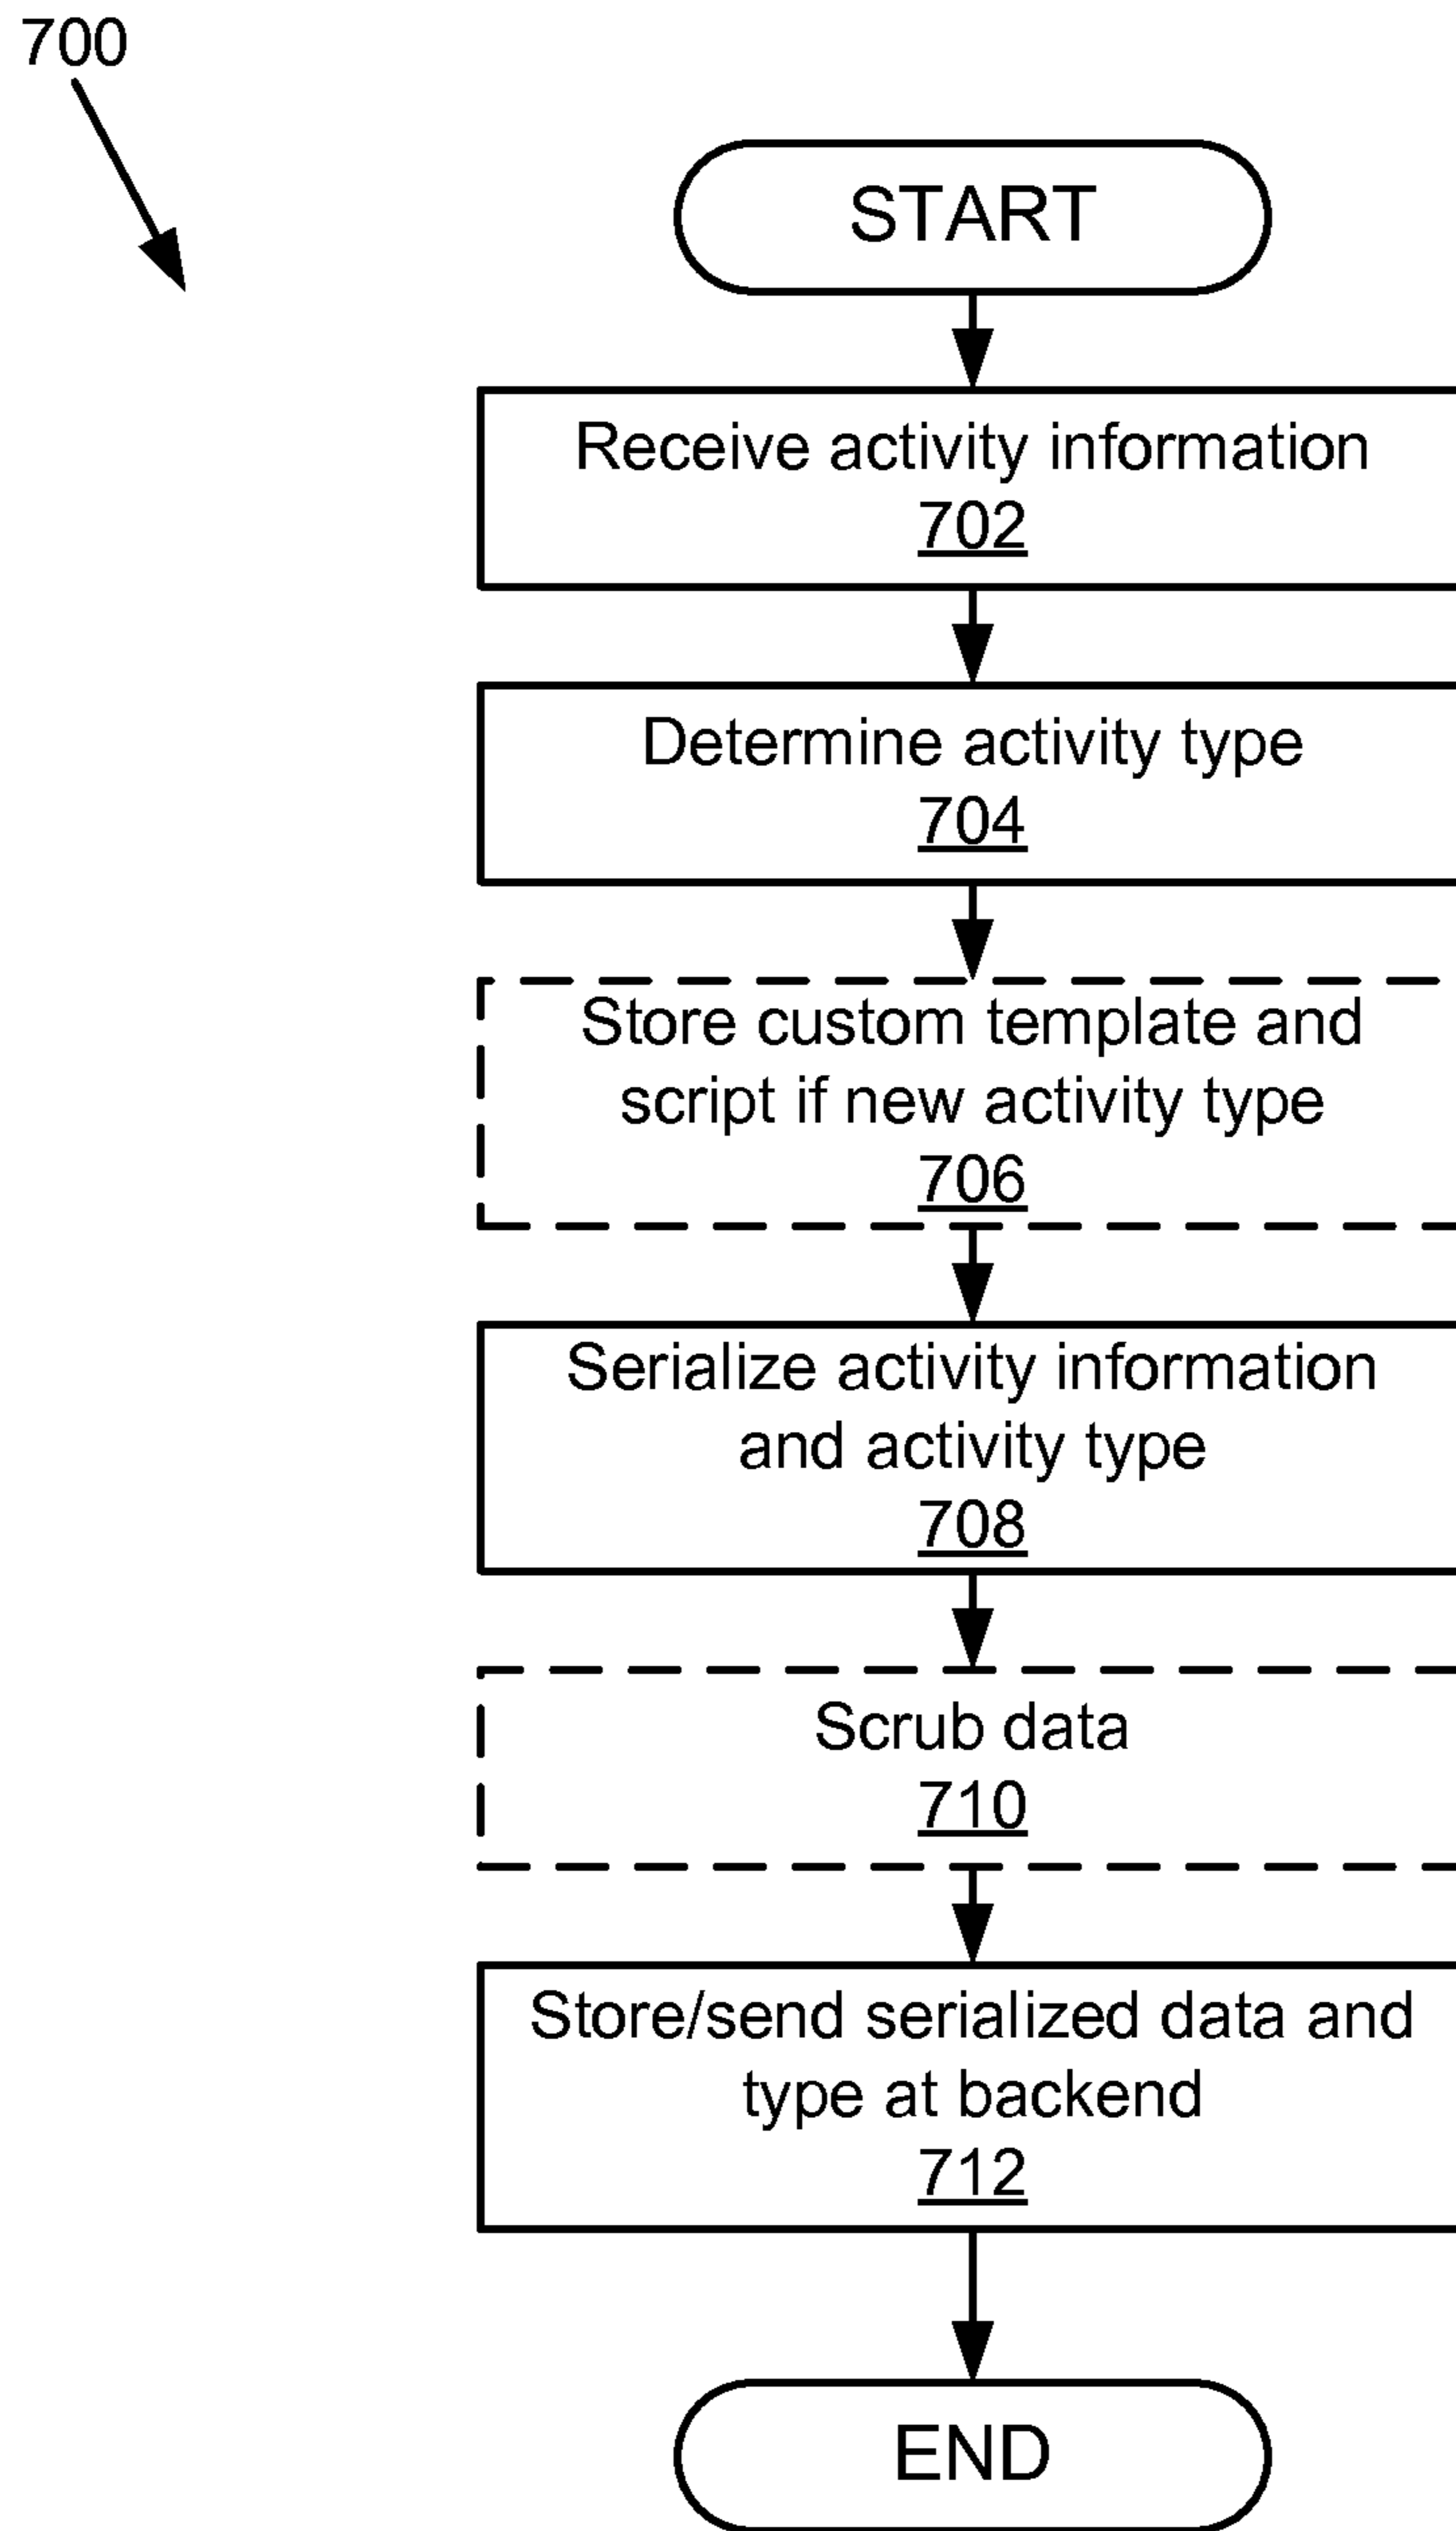 700
START
Receive activity information
702
Determine activity type
704
Store custom template and
script if new activity type
706
Serialize activity information
and activity type
708
Scrub data
710
Store/send serialized data and
type at backend
712
END